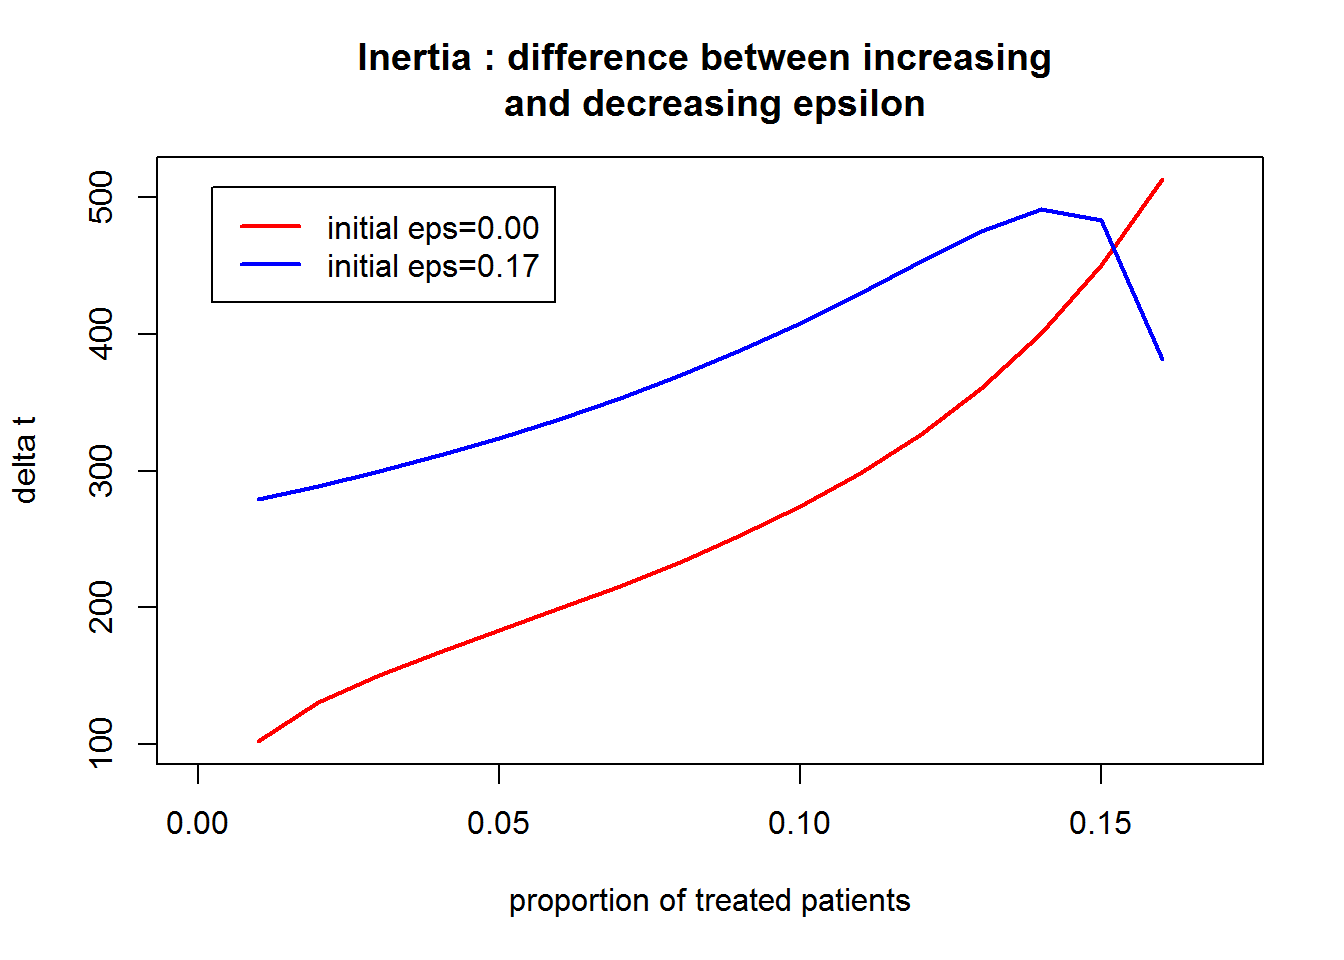 Inertia : difference between increasing
and decreasing epsilon
initial eps=0.00
initial eps=0.17
500
400
300
200
100
delta t
0.00 0.05 0.10 0.15
proportion of treated patients